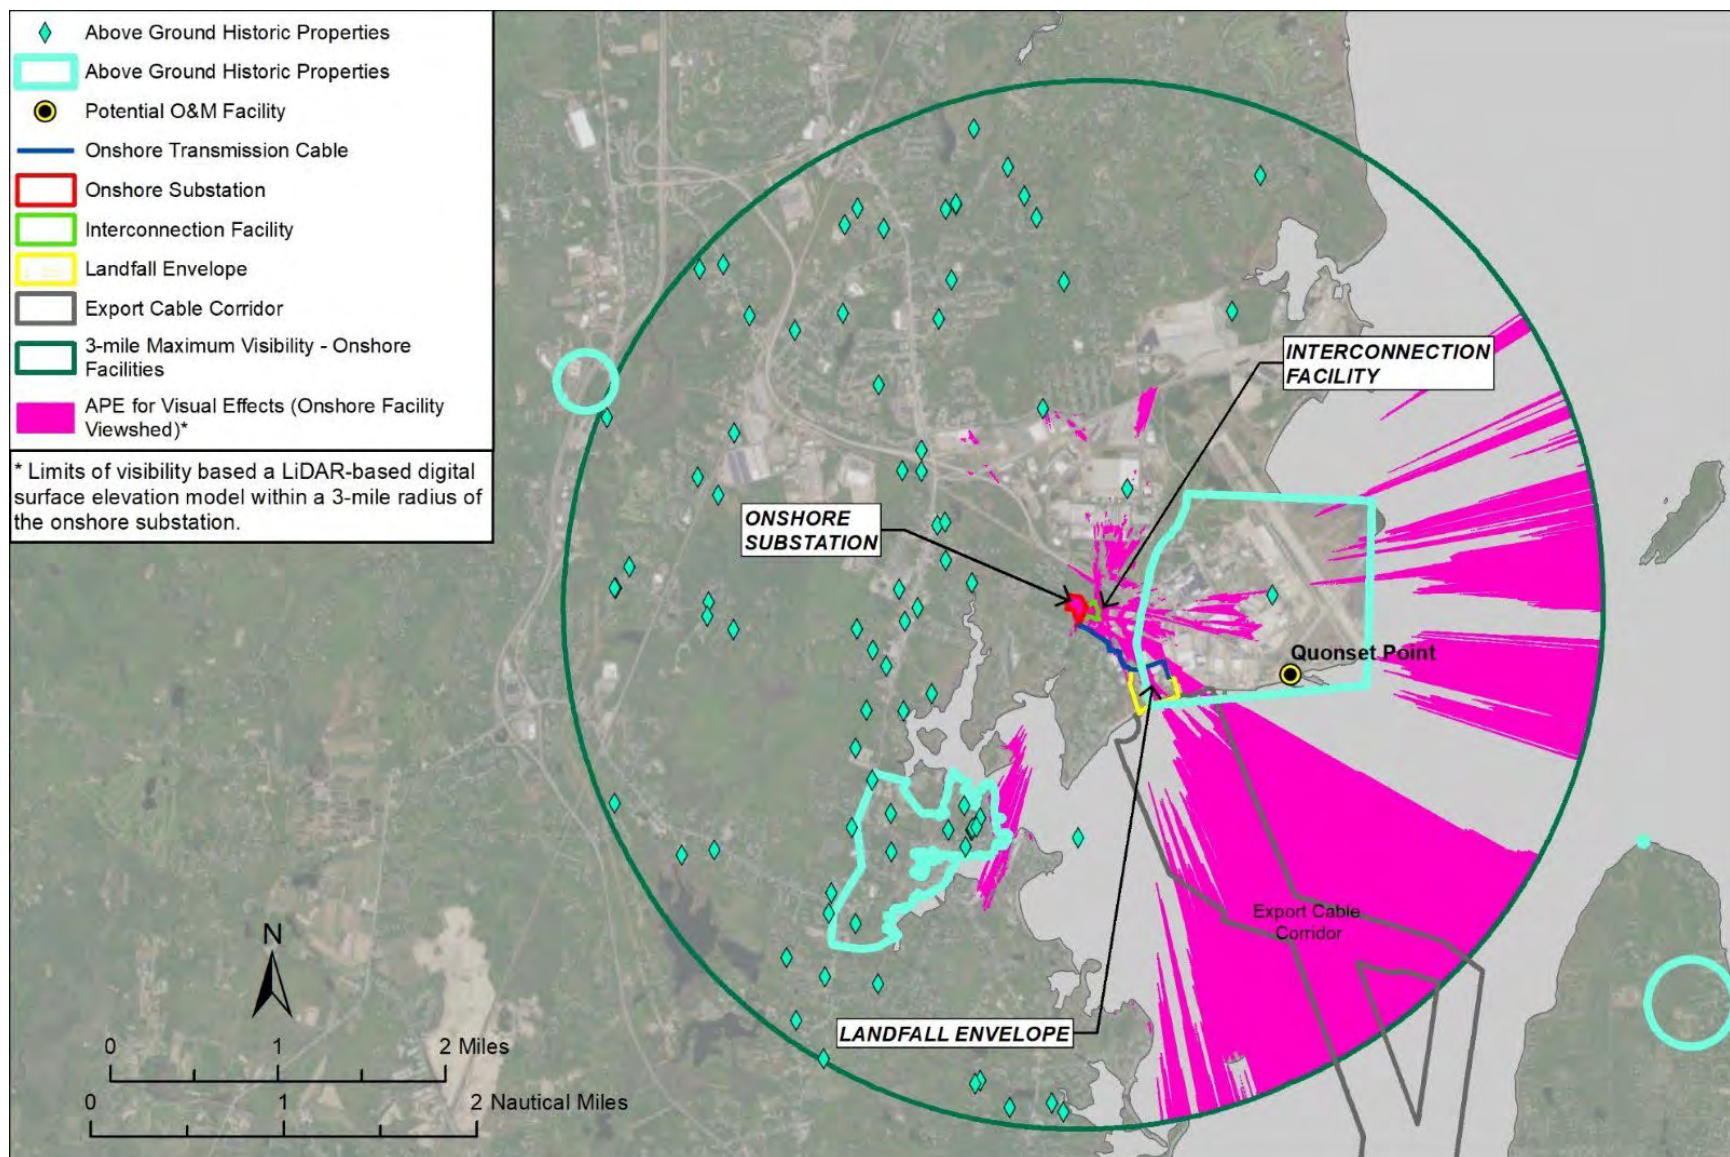 Above Ground Historic Properties
Above Ground Historic Properties
Potential O&M Facility
Onshore Transmission Cable
Onshore Substation
Interconnection Facility
Landfall Envelope
Export Cable Corridor
3-mile Maximum Visibility - Onshore
Facilities
APE for Visual Effects (Onshore Facility
Viewshed)*
* Limits of visibility based a LiDAR-based digital
surface elevation model within a 3-mile radius of
the onshore substation.
INTERCONNECTION
FACILITY
ONSHORE
SUBSTATION
Quonset Point
Export Cable
Corridor
LANDFALL ENVELOPE
N
0 1 2 Miles
0 1 2 Nautical Miles